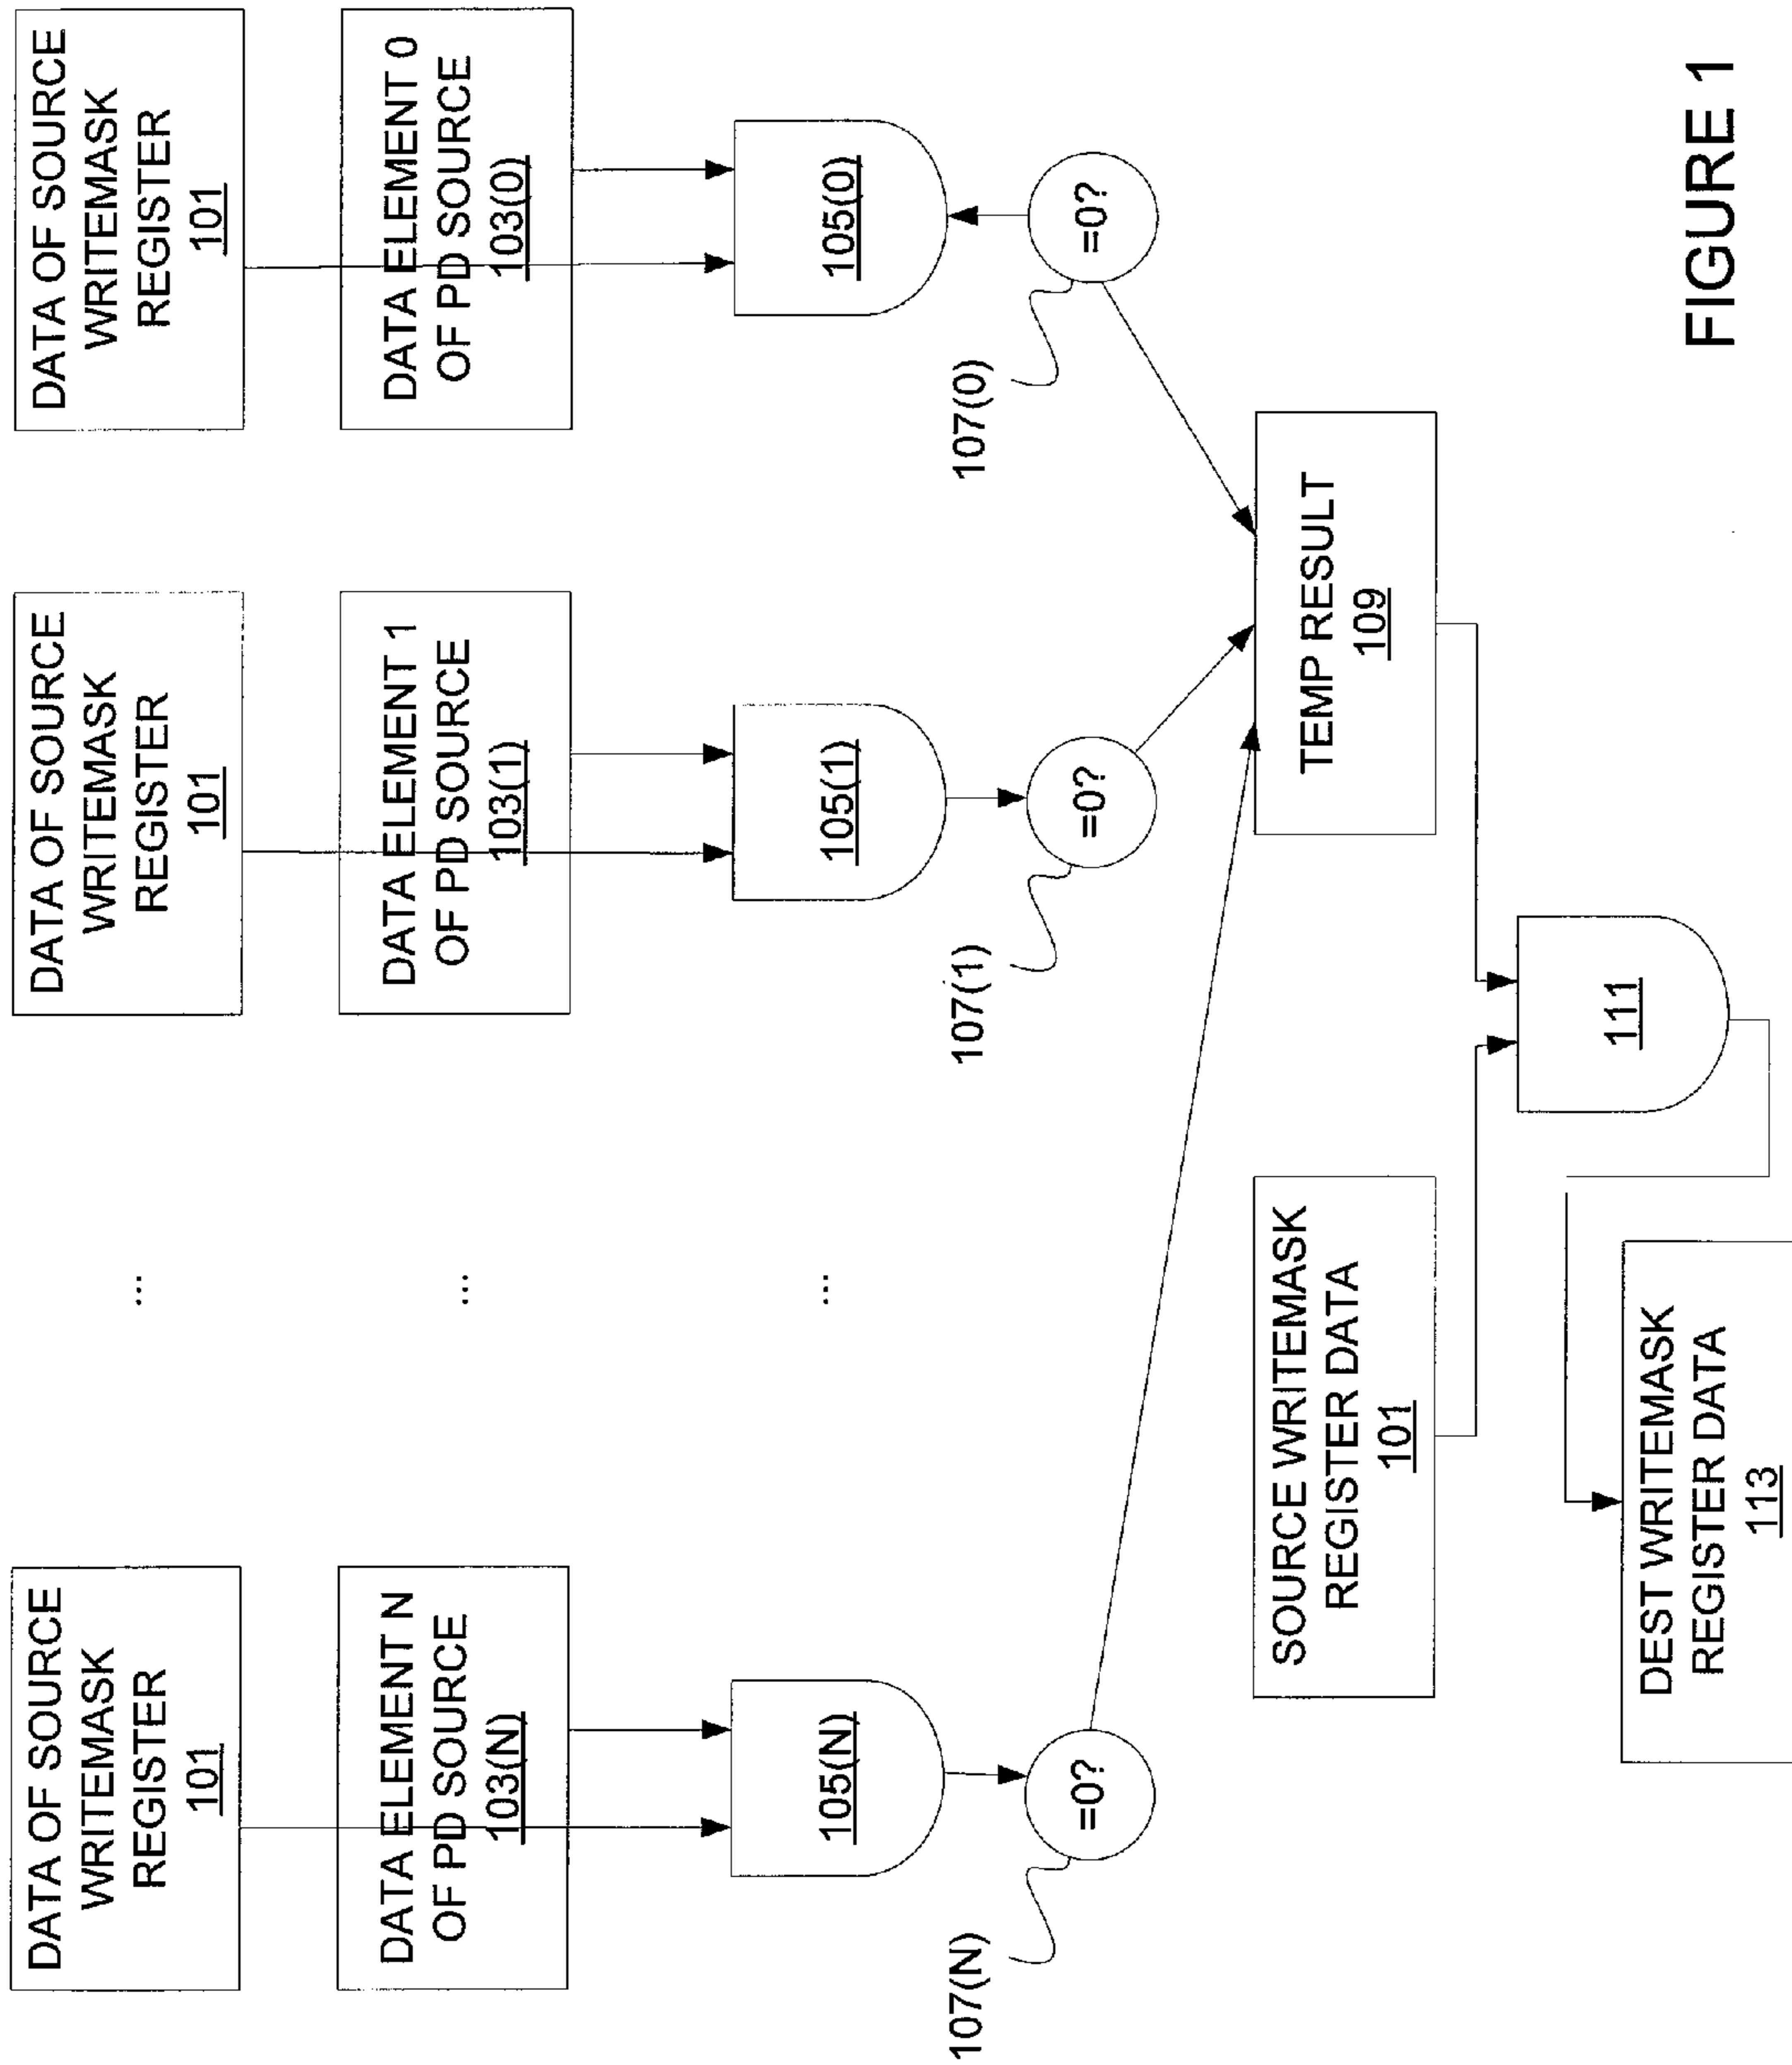 DATA OF SOURCE
WRITEMASK
REGISTER
101
...
DATA OF SOURCE
WRITEMASK
REGISTER
101
DATA OF SOURCE
WRITEMASK
REGISTER
101
DATA ELEMENT N
OF PD SOURCE
103(N)
...
DATA ELEMENT 1
OF PD SOURCE
103(1)
DATA ELEMENT 0
OF PD SOURCE
103(0)
105(N)
...
105(1)
105(0)
107(N)
=0?
107(1)
=0?
107(0)
=0?
SOURCE WRITEMASK
REGISTER DATA
101
TEMP RESULT
109
111
DEST WRITEMASK
REGISTER DATA
113
FIGURE 1